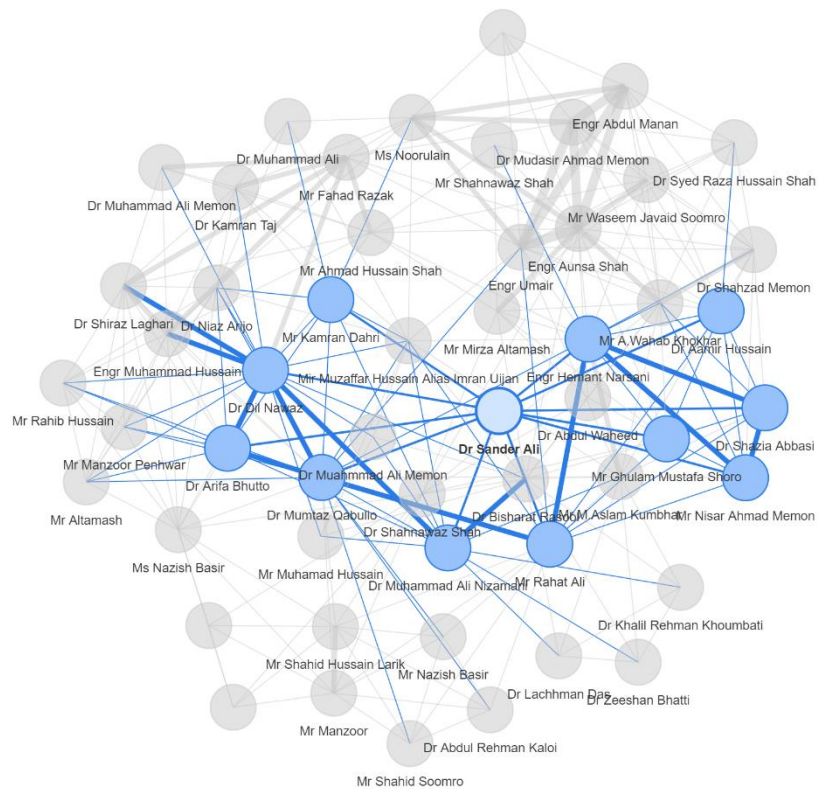 Engr Abdul Manan
Dr Muhammad Ali
Ms Noorulain
Dr Mudasir Ahmad Memon
Dr Syed Raza Hussain Shah
Mr Shahnawaz Shah
Mr Fahad Razak
Dr Muhammad Ali Memon
Mr Waseem Javaid Soomro
Dr Kamran Taj
Engr Aunsa Shah
Mr Ahmad Hussain Shah
Dr Shahzad Memon
Engr Umair
Dr Shiraz Laghari
Dr Niaz Arijo
Mr Kamran Dahri
Mr A.Wahab Khokhar
Dr Aamir Hussain
Mr Mirza Altamash
Engr Muhammad Hussain
Mir Muzaffar Hussain Alias Imran Uijan
Engr Hemant Narsani
Dr Dil Nawaz
Mr Rahib Hussain
Dr Abdul Waheed
Dr Shazia Abbasi
Dr Sander Ali
Mr Manzoor Penhwar
Dr Muahmmad Ali Memon
Mr Ghulam Mustafa Shoro
Dr Arifa Bhutto
Dr Mumtaz Qabulio
Mr Altamash
Dr Bisharat Rasool
Mr M.Aslam Kumbhar
Mr Nisar Ahmad Memon
Dr Shahnawaz Shah
Ms Nazish Basir
Mr Muhamad Hussain
Dr Muhammad Ali Nizamani
Mr Rahat Ali
Dr Khalil Rehman Khoumbati
Mr Shahid Hussain Larik
Mr Nazish Basir
Dr Lachhman Das
Dr Zeeshan Bhatti
Mr Manzoor
Dr Abdul Rehman Kaloi
Mr Shahid Soomro